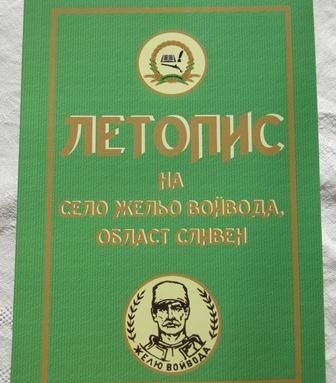 ЛЕТОПИС
НА
СЕЛО ЖЕЛЬО ВОЙВОДА,
ОБЛАСТ СЛИВЕН
ЖЕЛЮ ВОЙВОДА